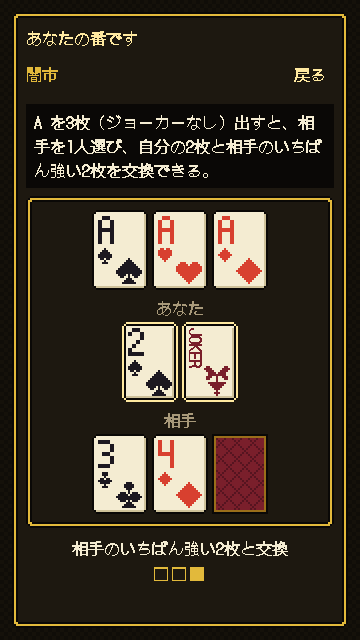 あなたの番です
闇市
戻る
A を3枚（ジョーカーなし）出すと、相
手を1人選び、自分の2枚と相手のいちば
ん強い2枚を交換できる。
A A A
あなた
2 JOKER
相手
3 4
相手のいちばん強い2枚と交換